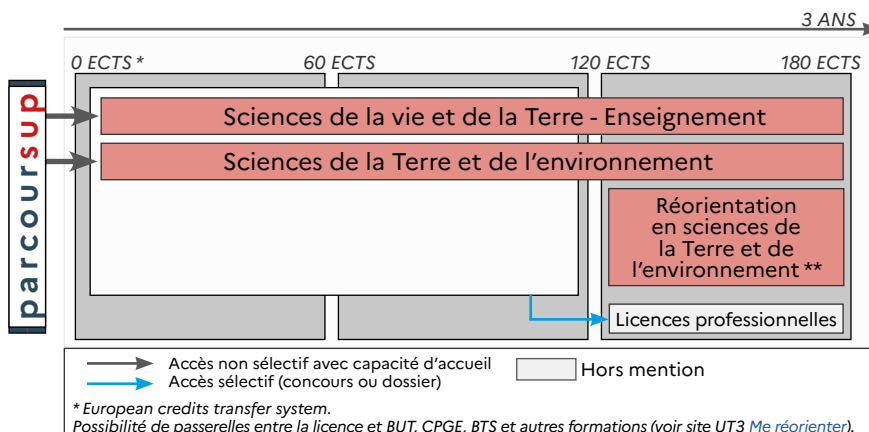 3 ANS
0 ECTS *
60 ECTS
120 ECTS
180 ECTS
parcoursup
Sciences de la vie et de la Terre - Enseignement
Sciences de la Terre et de l'environnement
Réorientation
en sciences de
la Terre et de
l'environnement **
Licences professionnelles
Accès non sélectif avec capacité d'accueil
Accès sélectif (concours ou dossier)
Hors mention
* European credits transfer system.
Possibilité de passerelles entre la licence et BUT, CPGE, BTS et autres formations (voir site UT3 Me réorienter).